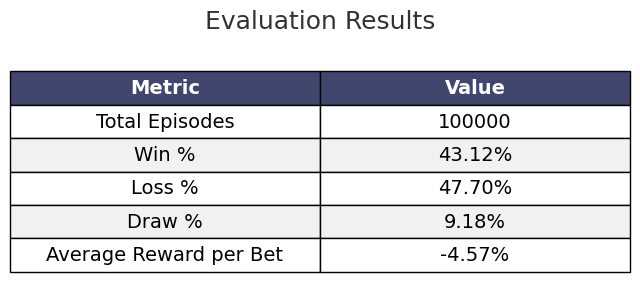 Evaluation Results
Metric Value
Total Episodes 100000
Win % 43.12%
Loss % 47.70%
Draw % 9.18%
Average Reward per Bet -4.57%